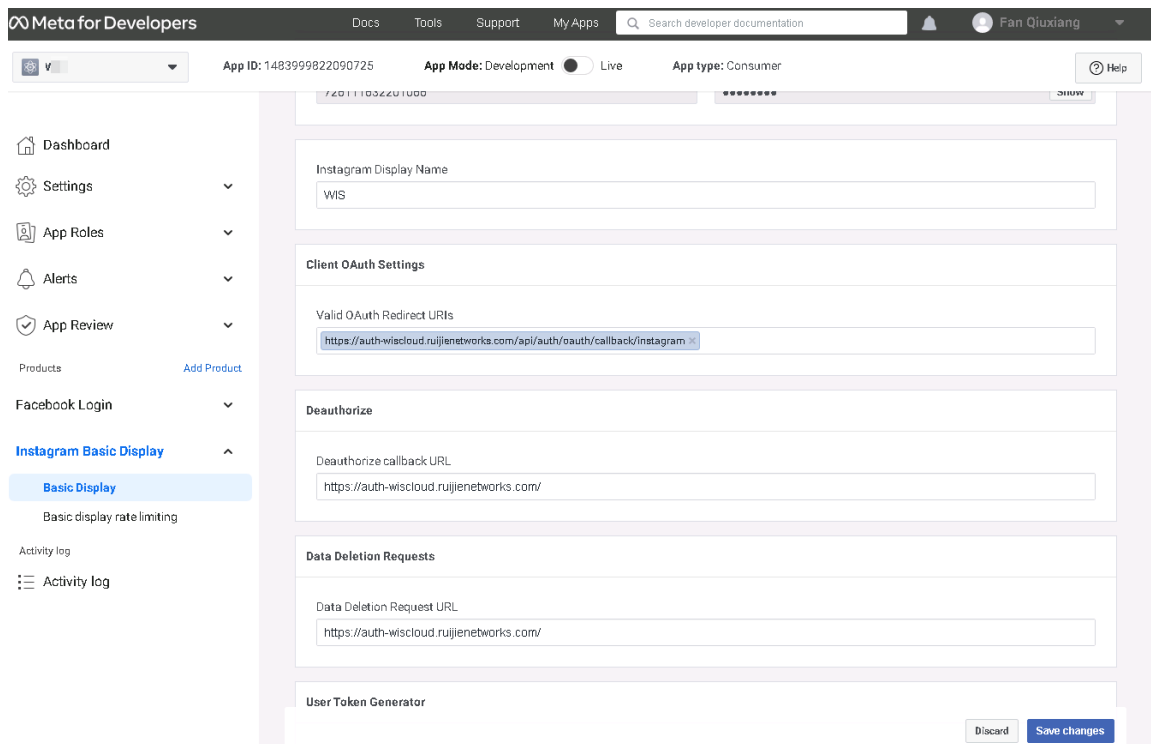 Meta for Developers
Docs Tools Support My Apps Search developer documentation Fan Qiuxiang
App ID: 1483999822090725 App Mode: Development Live App type: Consumer Help
Show
Dashboard
Settings
App Roles
Alerts
App Review
Products Add Product
Facebook Login
Instagram Basic Display
Basic Display
Basic display rate limiting
Activity log
Activity log
Instagram Display Name
WIS
Client OAuth Settings
Valid OAuth Redirect URIs
https://auth-wiscloud.ruijienetworks.com/api/auth/oauth/callback/instagram ×
Deauthorize
Deauthorize callback URL
https://auth-wiscloud.ruijienetworks.com/
Data Deletion Requests
Data Deletion Request URL
https://auth-wiscloud.ruijienetworks.com/
User Token Generator
Discard Save changes